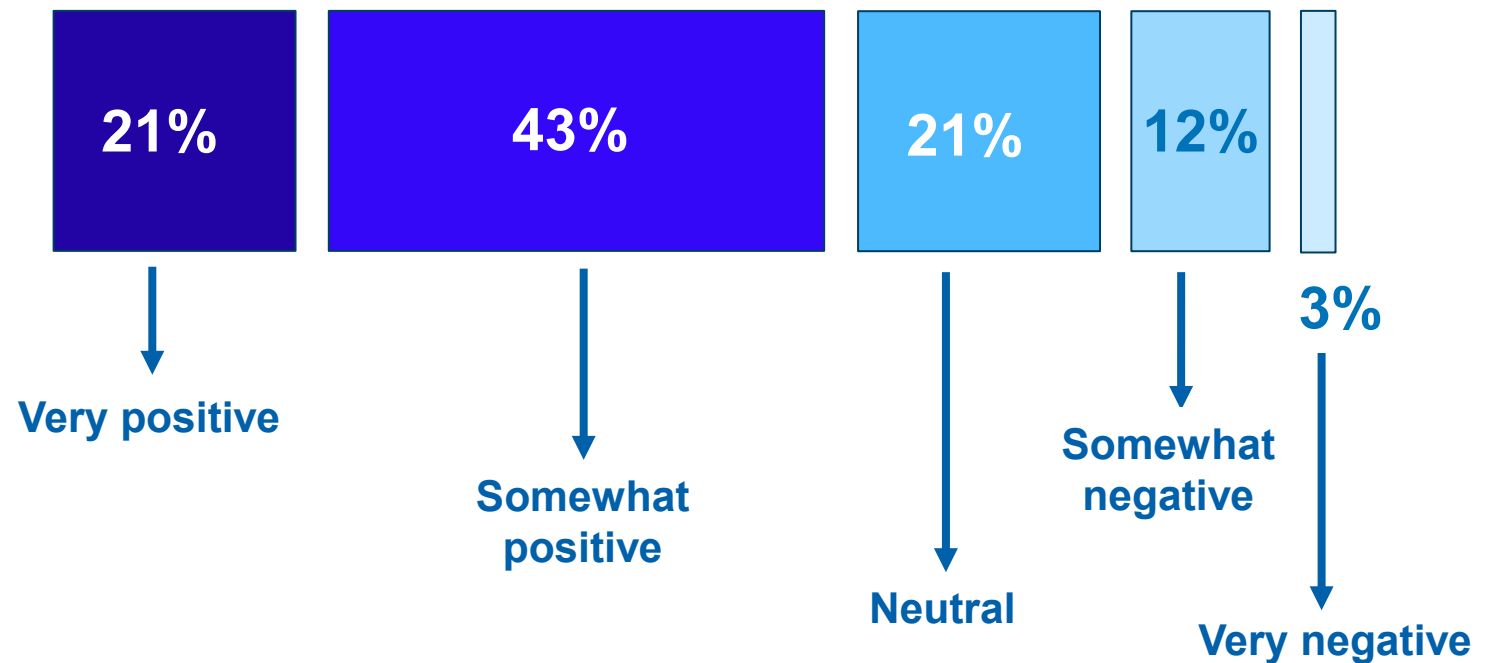 21%
43%
21%
12%
3%
Very positive
Somewhat
positive
Neutral
Somewhat
negative
Very negative